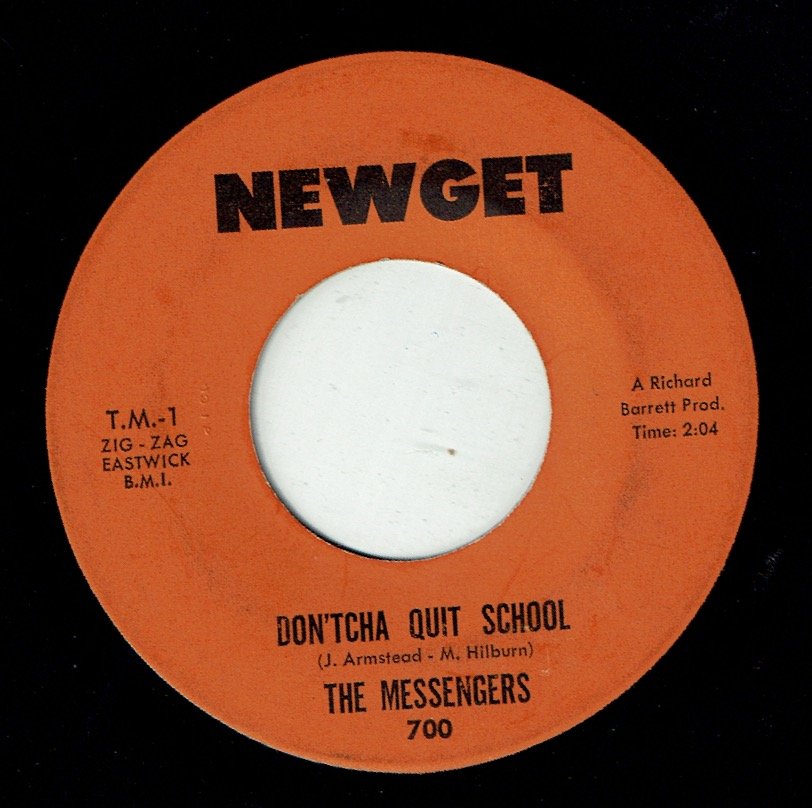 NEWGET
T.M.-1
ZIG - ZAG
EASTWICK
B.M.I.
A Richard
Barrett Prod.
Time: 2:04
DON'TCHA QUIT SCHOOL
(J. Armstead - M. Hilburn)
THE MESSENGERS
700